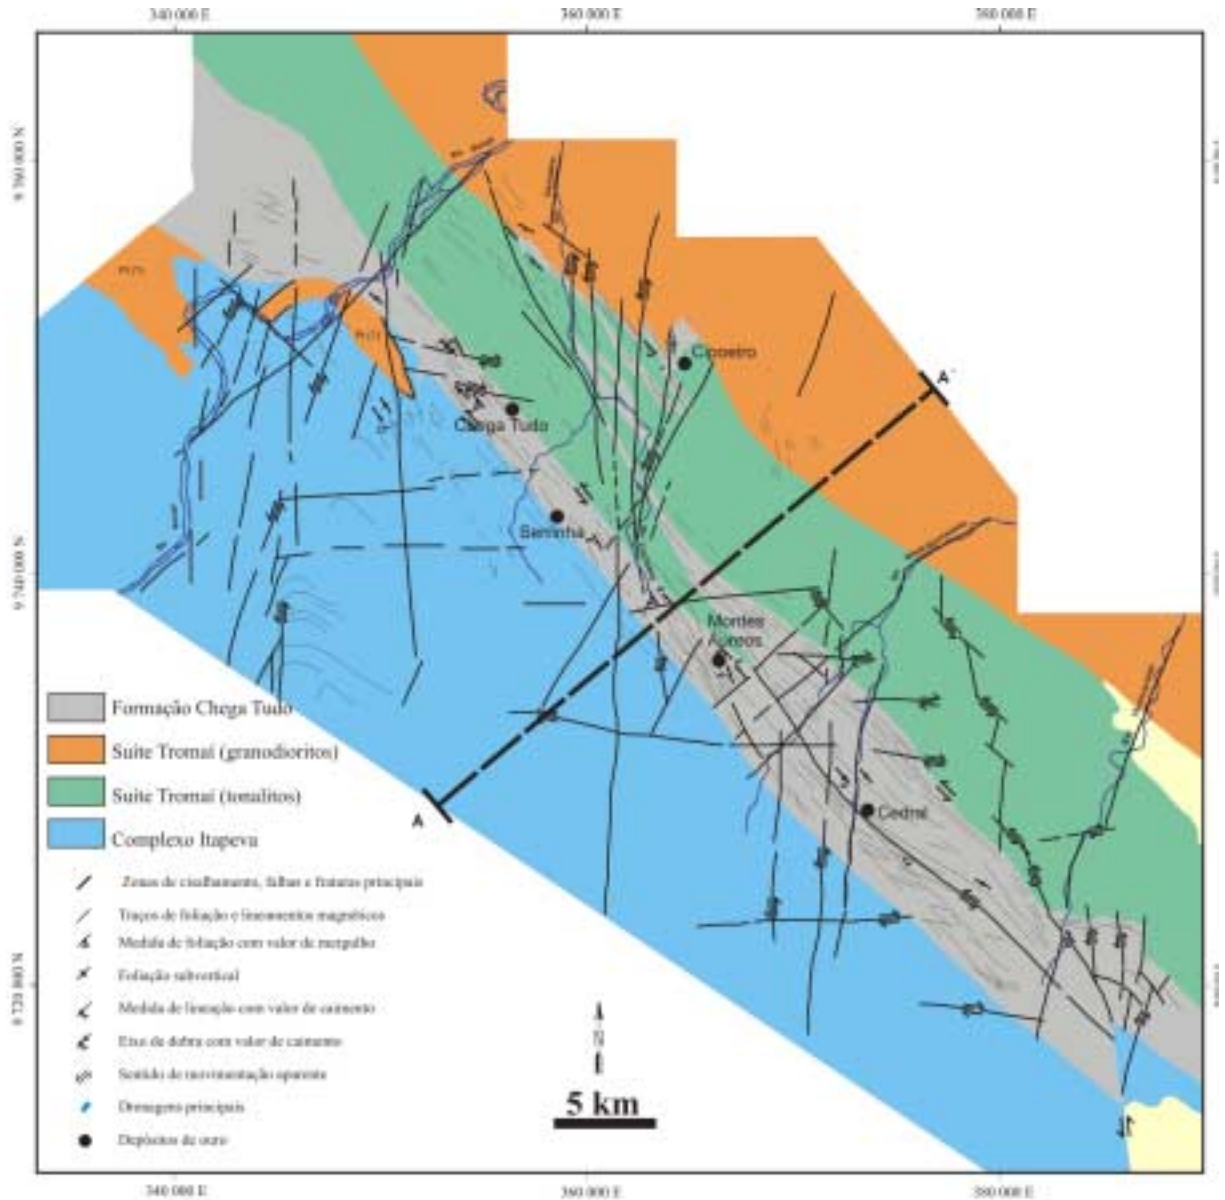 340 000 E
360 000 E
380 000 E
9 760 000 N
Cipoeiro
A'
Chega Tudo
Serrinha
9 740 000 N
Montes
Áureos
Formação Chega Tudo
Suíte Tromaí (granodioritos)
Suíte Tromaí (tonalitos)
A
Cedral
Complexo Itapeva
Zonas de cisalhamento, falhas e fraturas principais
Traços de foliação e lineamentos magnéticos
Medida de foliação com valor de mergulho
Foliação subvertical
9 720 000 N
Medida de lineação com valor de caimento
N
Eixo de dobra com valor de caimento
Sentido de movimentação aparente
5 km
Drenagens principais
Depósitos de ouro
340 000 E
360 000 E
380 000 E